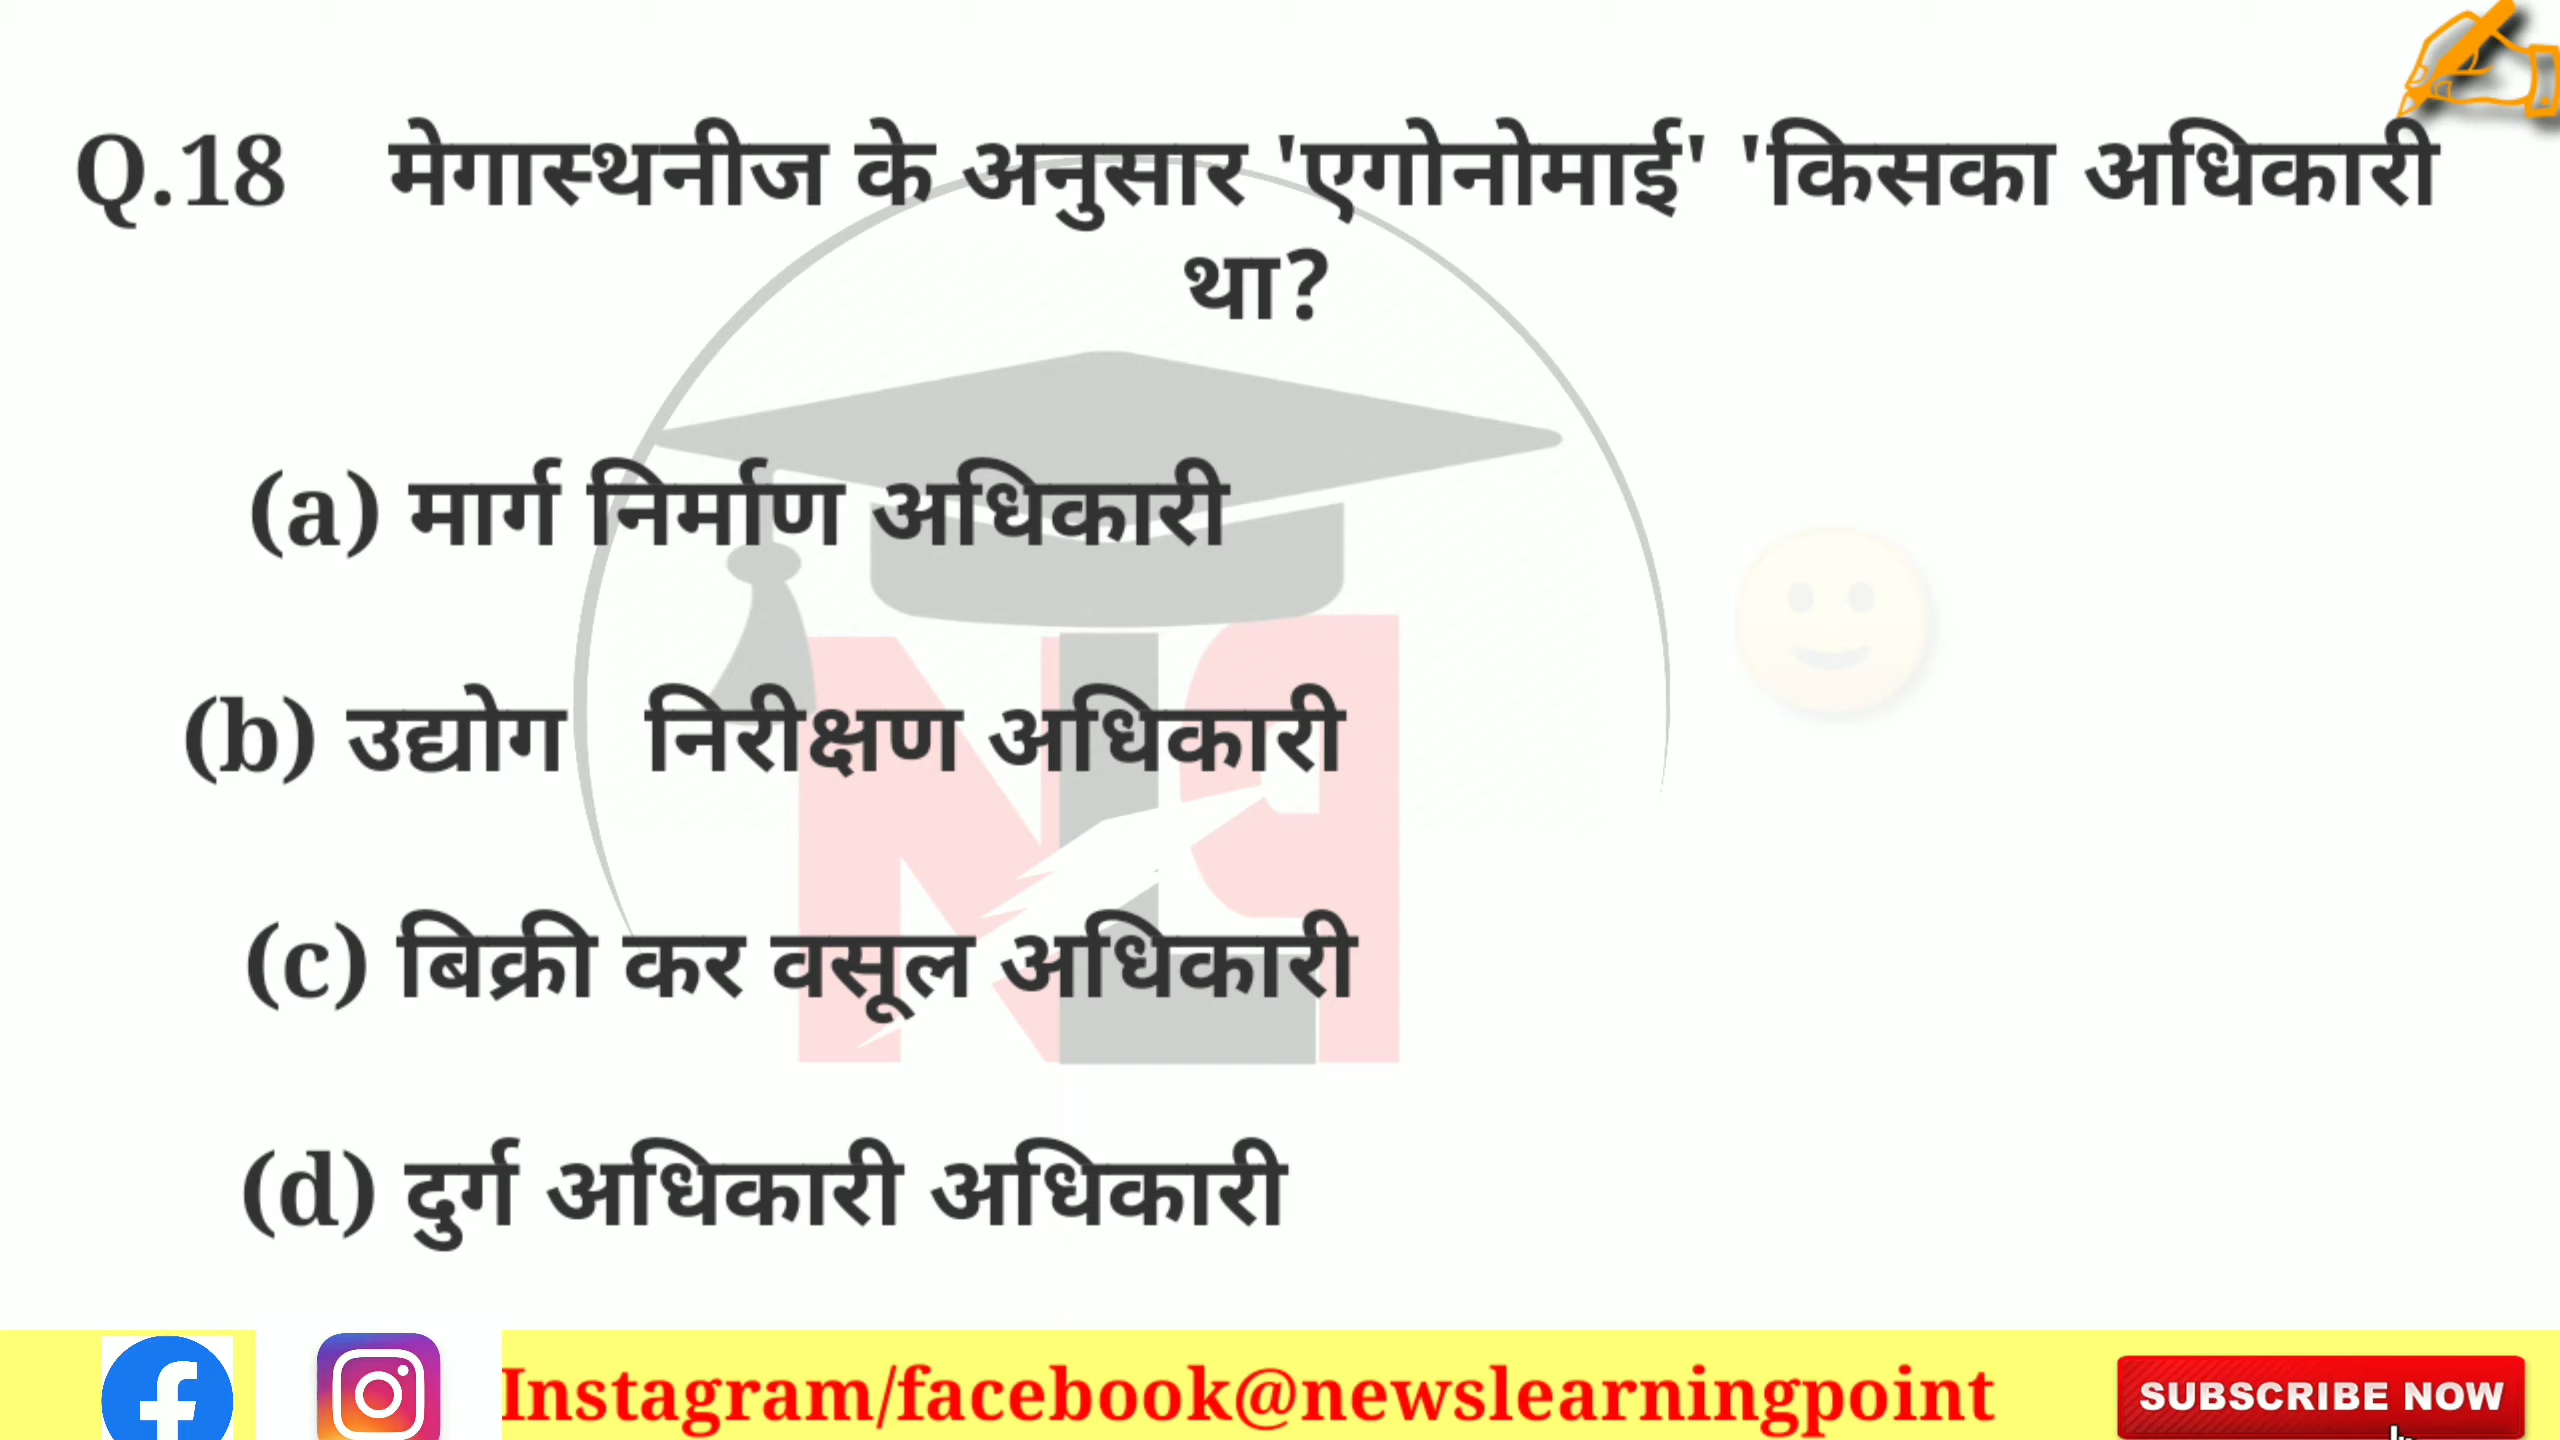 Q.18 मेगास्थनीज के अनुसार 'एगोनोमाई' 'किसका अधिकारी
था?
(a) मार्ग निर्माण अधिकारी
(b) उद्योग निरीक्षण अधिकारी
(c) बिक्री कर वसूल अधिकारी
(d) दुर्ग अधिकारी अधिकारी
NLP
Instagram/facebook@newslearningpoint
SUBSCRIBE NOW